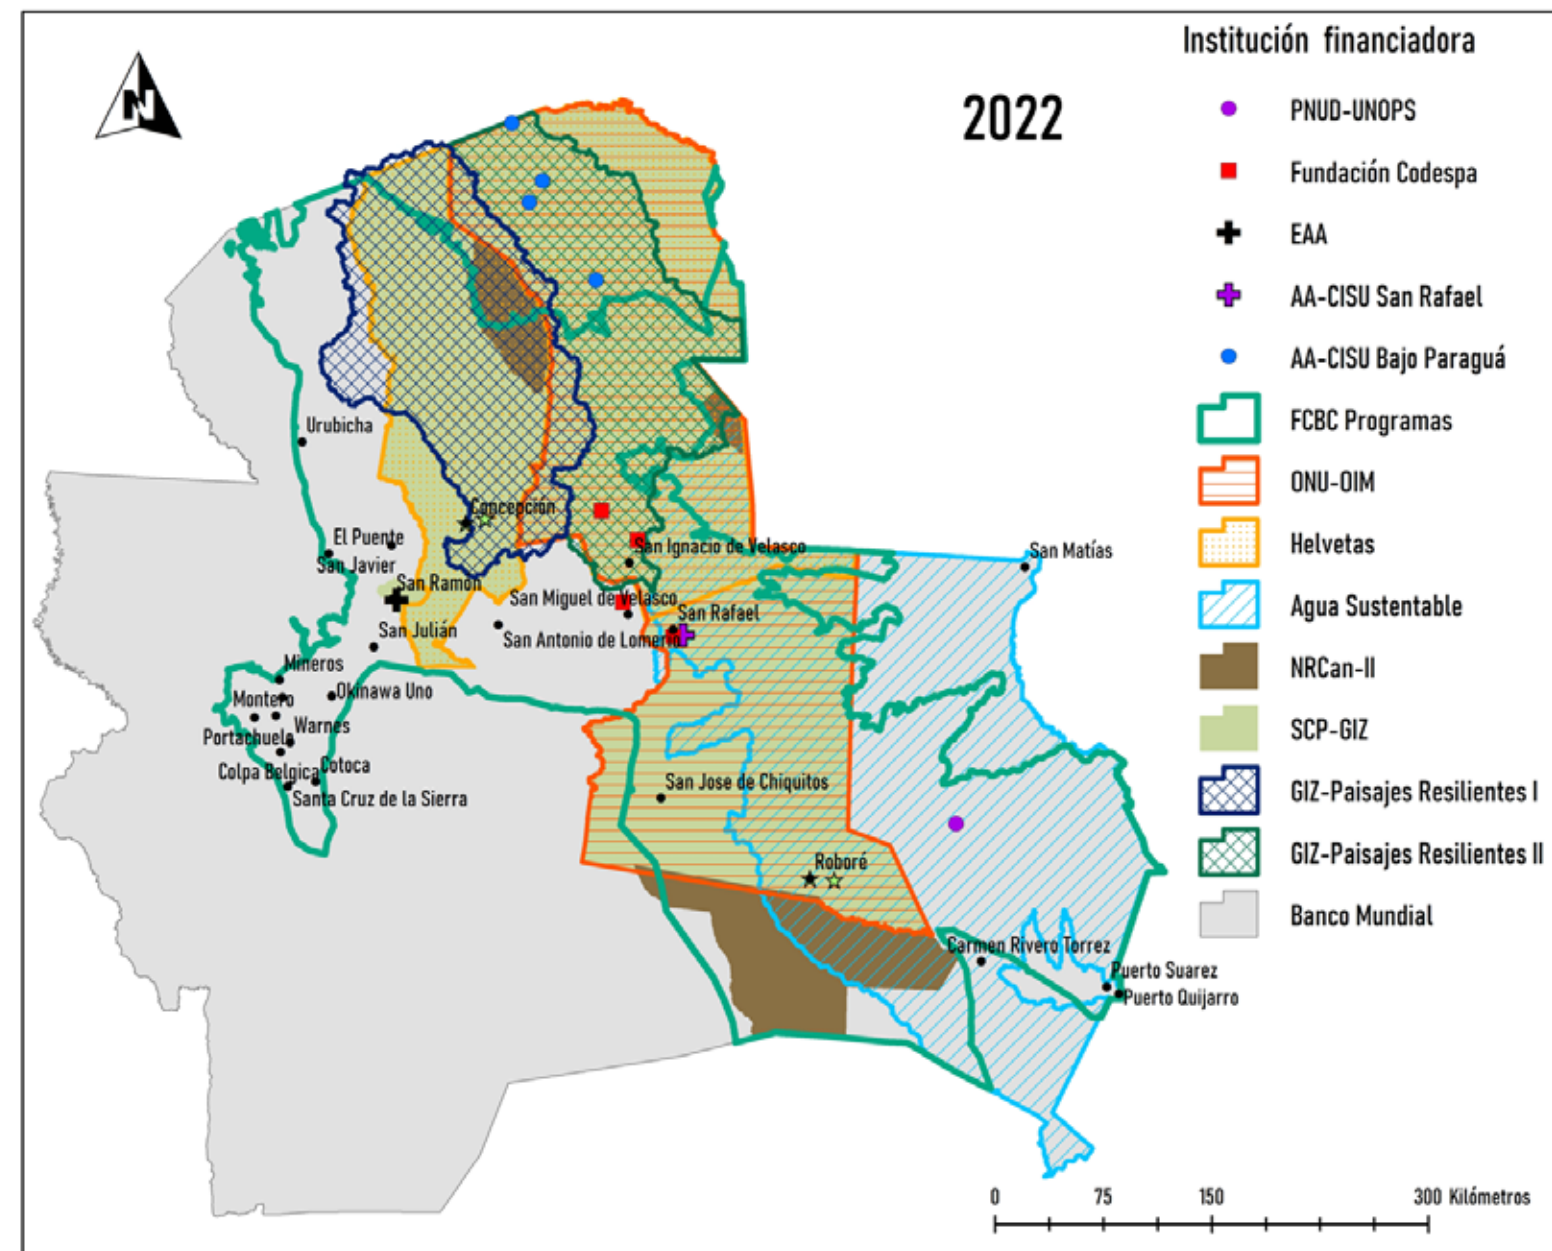 Institución financiadora
N
2022
PNUD-UNOPS
Fundación Codespa
EAA
AA-CISU San Rafael
AA-CISU Bajo Paraguá
FCBC Programas
ONU-OIM
Helvetas
Agua Sustentable
NRCan-II
SCP-GIZ
GIZ-Paisajes Resilientes I
GIZ-Paisajes Resilientes II
Banco Mundial
Urubicha
Concepción
El Puente
San Javier
San Ramón
San Ignacio de Velasco
San Matías
San Miguel de Velasco
San Rafael
San Julián
San Antonio de Lomerio
Mineros
Okinawa Uno
Montero
Warnes
Portachuelo
Colpa Belgica
Cotoca
Santa Cruz de la Sierra
San Jose de Chiquitos
Roboré
Carmen Rivero Torrez
Puerto Suarez
Puerto Quijarro
0 75 150 300 Kilómetros